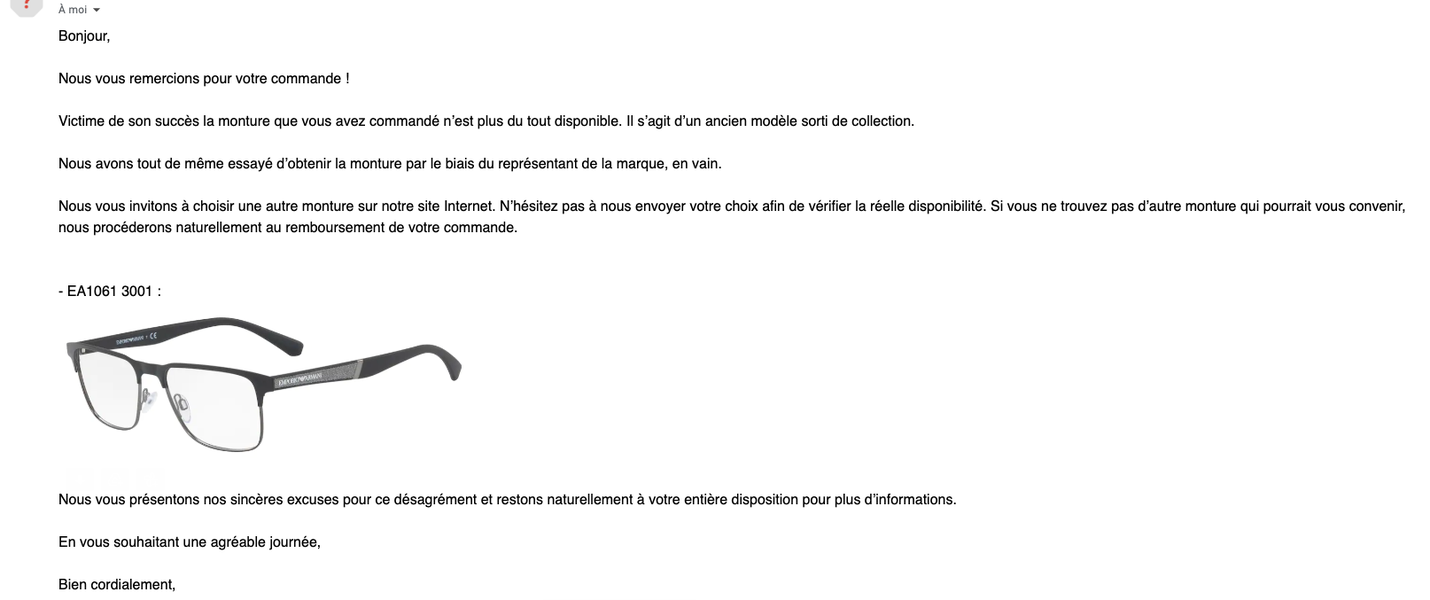 ?
À moi
Bonjour,
Nous vous remercions pour votre commande !
Victime de son succès la monture que vous avez commandé n’est plus du tout disponible. Il s’agit d’un ancien modèle sorti de collection.
Nous avons tout de même essayé d’obtenir la monture par le biais du représentant de la marque, en vain.
Nous vous invitons à choisir une autre monture sur notre site Internet. N’hésitez pas à nous envoyer votre choix afin de vérifier la réelle disponibilité. Si vous ne trouvez pas d’autre monture qui pourrait vous convenir,
nous procéderons naturellement au remboursement de votre commande.
- EA1061 3001 :
EMPORIO ARMANI CE
EMPORIO ARMANI
Nous vous présentons nos sincères excuses pour ce désagrément et restons naturellement à votre entière disposition pour plus d’informations.
En vous souhaitant une agréable journée,
Bien cordialement,